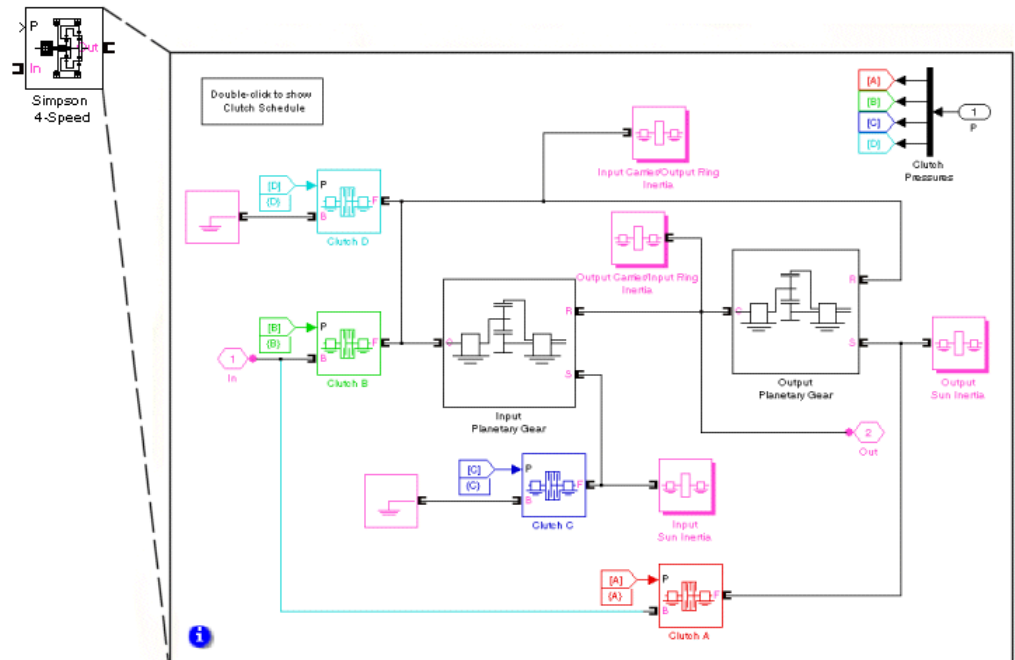 P
Out
In
Simpson
4-Speed
Double-click to show
Clutch Schedule
[A]
[B]
[C]
[D]
1
P
Clutch
Pressures
Input Carrier/Output Ring
Inertia
[D]
{D}
P
F
B
Clutch D
Output Carrier/Input Ring
Inertia
R
C
S
Output
Planetary Gear
Output
Sun Inertia
[B]
{B}
P
F
B
Clutch B
1
In
C
R
S
Input
Planetary Gear
2
Out
[C]
{C}
P
F
B
Clutch C
Input
Sun Inertia
[A]
{A}
P
F
B
Clutch A
i